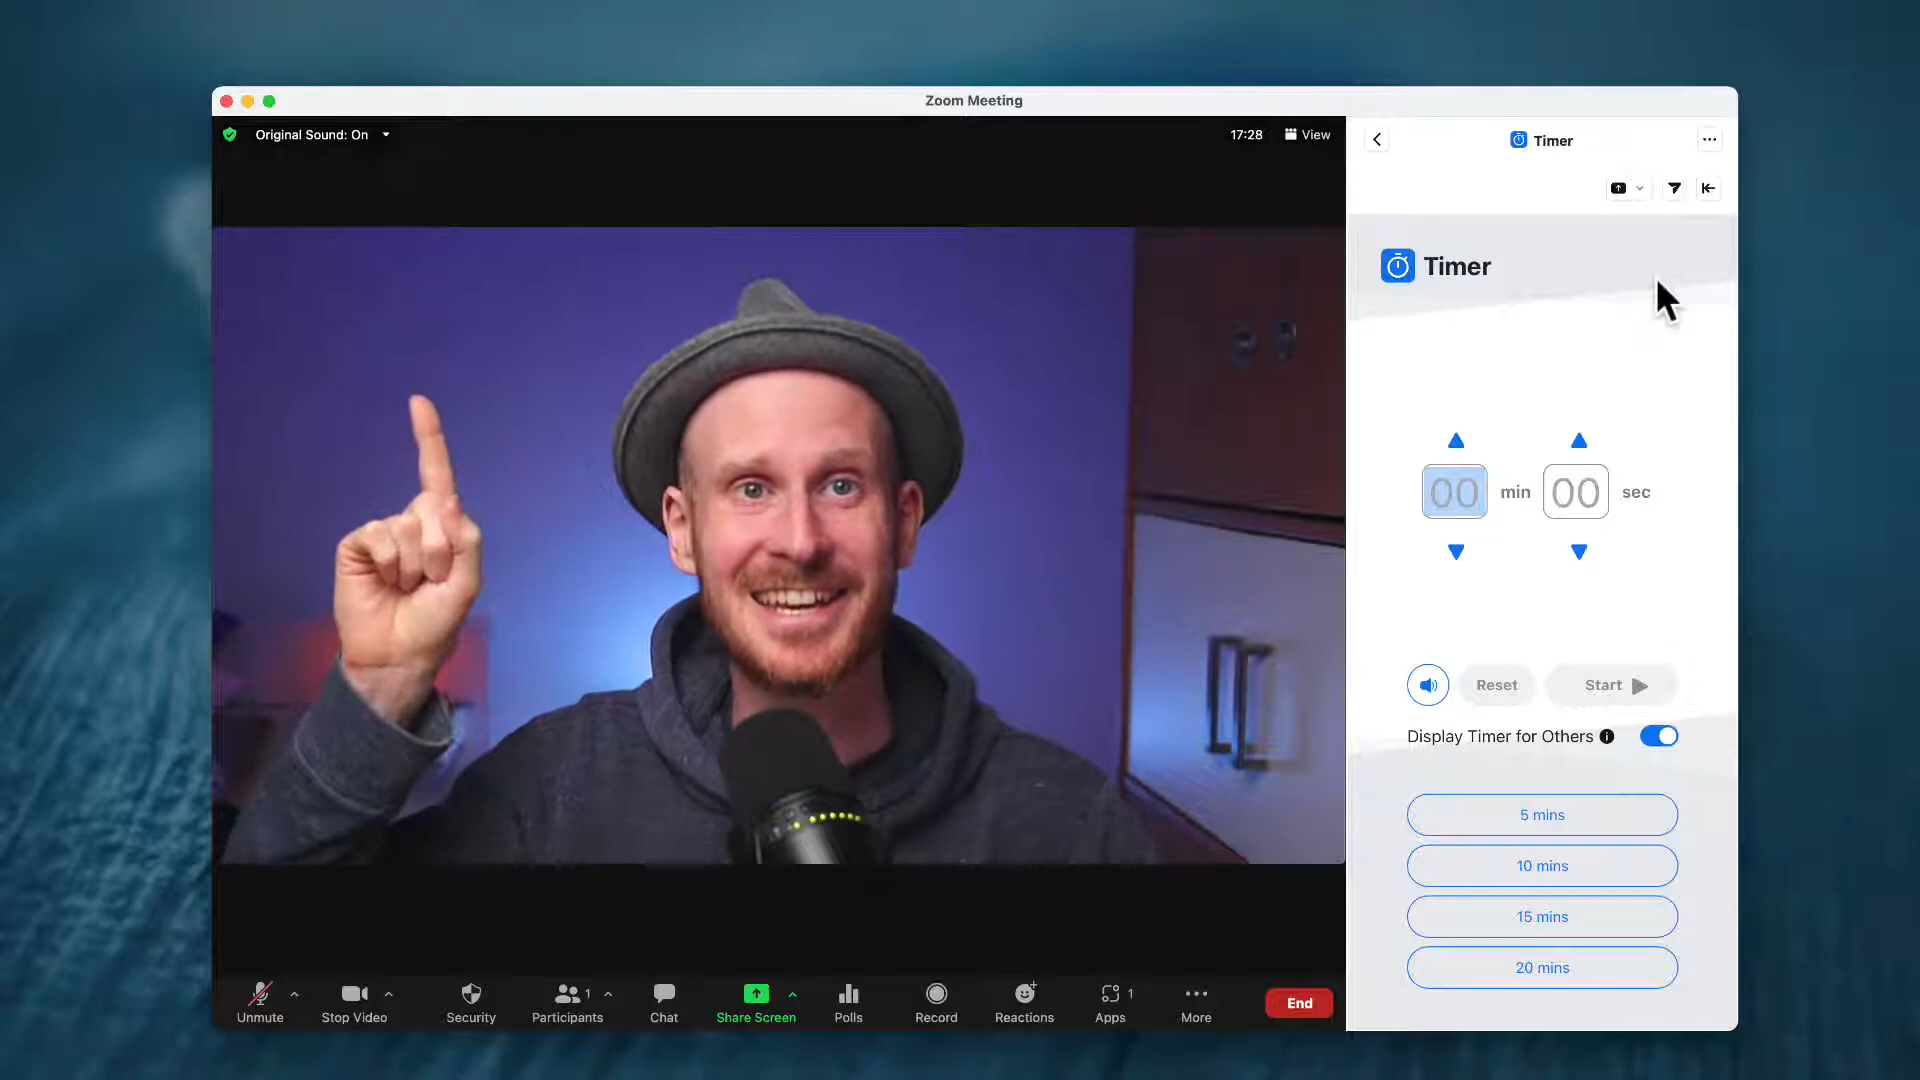 Zoom Meeting
Original Sound: On
17:28
View
Timer
Timer
00 min 00 sec
Reset
Start
Display Timer for Others
5 mins
10 mins
15 mins
20 mins
Unmute
Stop Video
Security
1
Participants
Chat
Share Screen
Polls
Record
Reactions
1
Apps
More
End